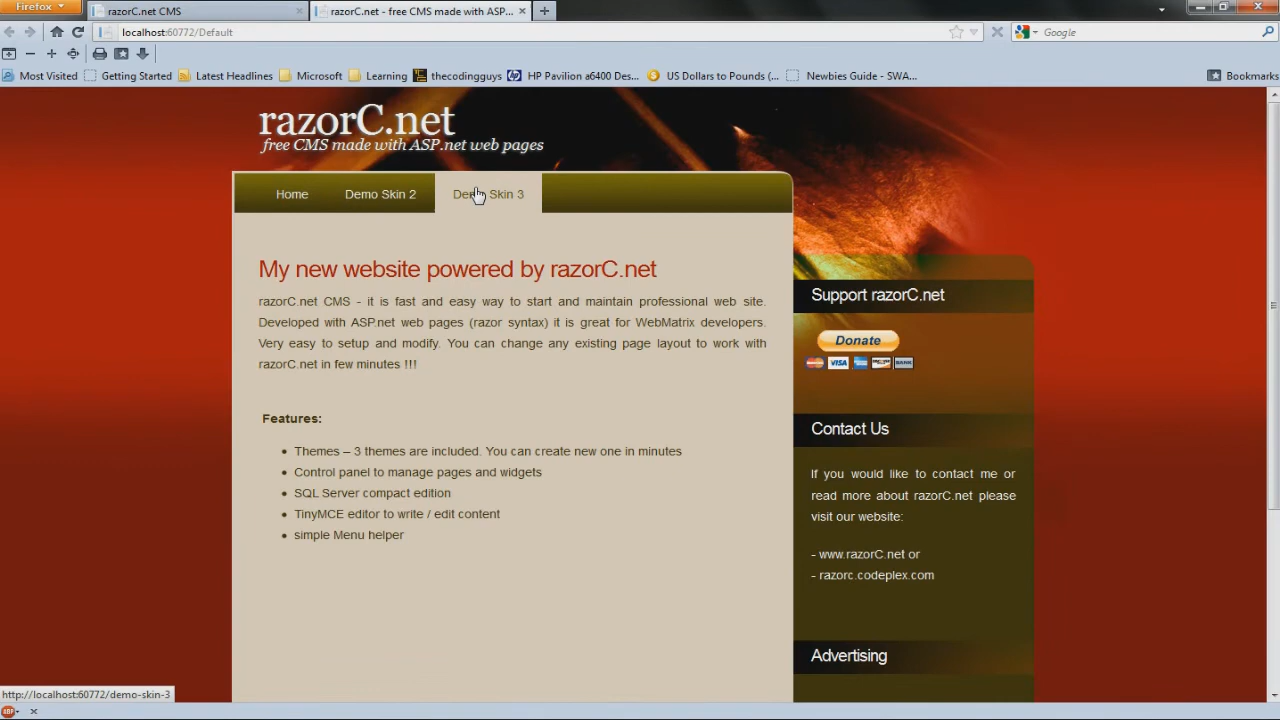 Firefox
razorC.net CMS
razorC.net - free CMS made with ASP...
localhost:60772/Default
Google
Most Visited
Getting Started
Latest Headlines
Microsoft
Learning
thecodingguys
HP Pavilion a6400 Des...
US Dollars to Pounds (...
Newbies Guide - SWA...
Bookmarks
razorC.net
free CMS made with ASP.net web pages
Home
Demo Skin 2
Demo Skin 3
My new website powered by razorC.net
razorC.net CMS - it is fast and easy way to start and maintain professional web site.
Developed with ASP.net web pages (razor syntax) it is great for WebMatrix developers.
Very easy to setup and modify. You can change any existing page layout to work with
razorC.net in few minutes !!!
Features:
Themes – 3 themes are included. You can create new one in minutes
Control panel to manage pages and widgets
SQL Server compact edition
TinyMCE editor to write / edit content
simple Menu helper
Support razorC.net
Donate
VISA
BANK
Contact Us
If you would like to contact me or
read more about razorC.net please
visit our website:
- www.razorC.net or
- razorc.codeplex.com
Advertising
http://localhost:60772/demo-skin-3
ABP